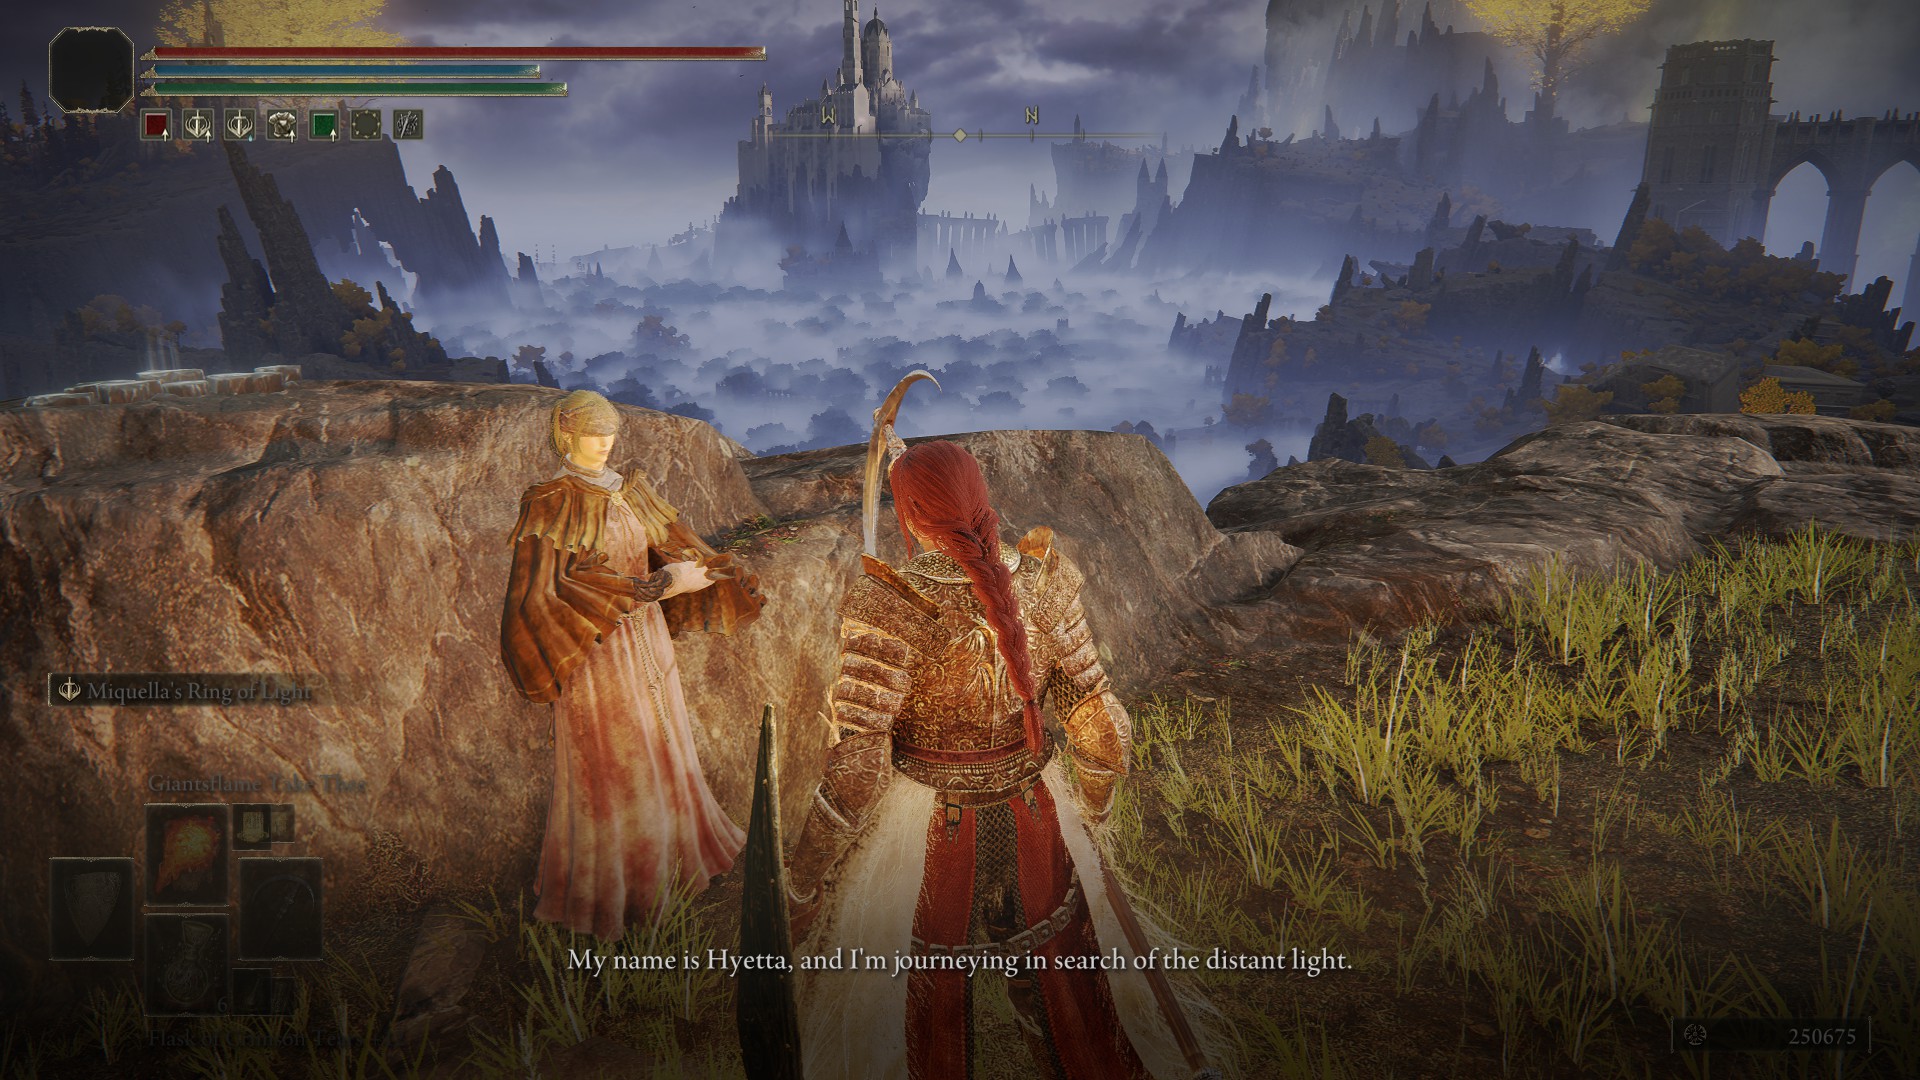 W
N
Miquella's Ring of Light
Giantsflame Take Thee
6
Flask of Crimson Tears
My name is Hyetta, and I'm journeying in search of the distant light.
250675